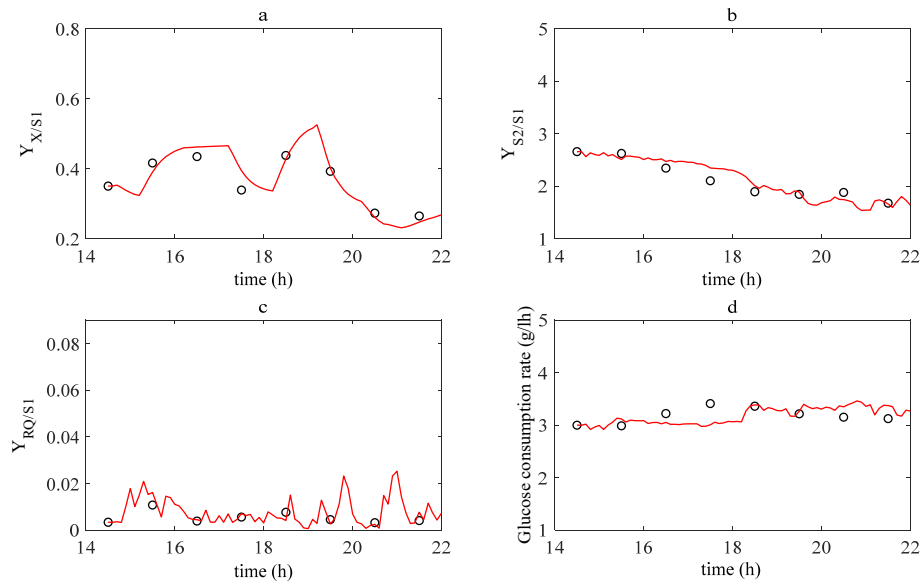 a
0.8
0.6
0.4
0.2
Y_X/S1
14 16 18 20 22
time (h)
b
5
4
3
2
1
Y_S2/S1
14 16 18 20 22
time (h)
c
0.08
0.06
0.04
0.02
0
Y_RQ/S1
14 16 18 20 22
time (h)
d
5
4
3
2
1
Glucose consumption rate (g/lh)
14 16 18 20 22
time (h)